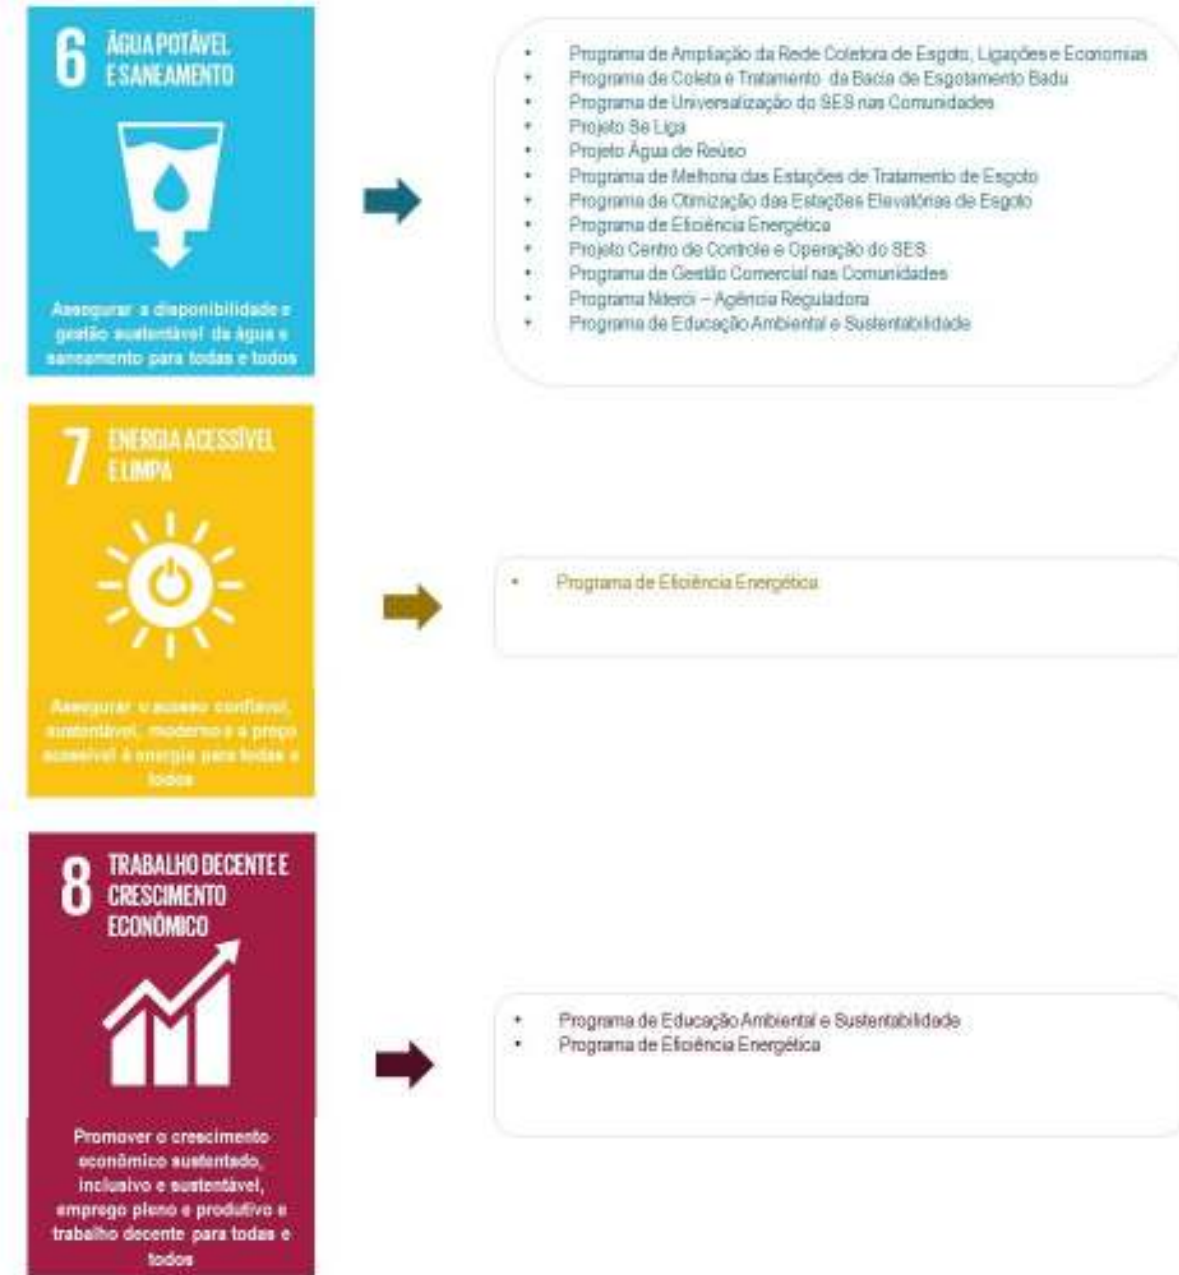 6 ÁGUA POTÁVEL
E SANEAMENTO
Assegurar a disponibilidade e
gestão sustentável da água e
saneamento para todas e todos
• Programa de Ampliação da Rede Coletora de Esgoto, Ligações e Economias
• Programa de Coleta e Tratamento da Bacia de Esgotamento Badu
• Programa de Universalização do SES nas Comunidades
• Projeto Se Liga
• Projeto Água de Reúso
• Programa de Melhoria das Estações de Tratamento de Esgoto
• Programa de Otimização das Estações Elevatórias de Esgoto
• Programa de Eficiência Energética
• Projeto Centro de Controle e Operação do SES
• Programa de Gestão Comercial nas Comunidades
• Programa Niterói – Agência Reguladora
• Programa de Educação Ambiental e Sustentabilidade
7 ENERGIA ACESSÍVEL
E LIMPA
Assegurar o acesso confiável,
sustentável, moderno e a preço
acessível à energia para todas e
todos
• Programa de Eficiência Energética
8 TRABALHO DECENTE E
CRESCIMENTO
ECONÔMICO
Promover o crescimento
econômico sustentado,
inclusivo e sustentável,
emprego pleno e produtivo e
trabalho decente para todas e
todos
• Programa de Educação Ambiental e Sustentabilidade
• Programa de Eficiência Energética